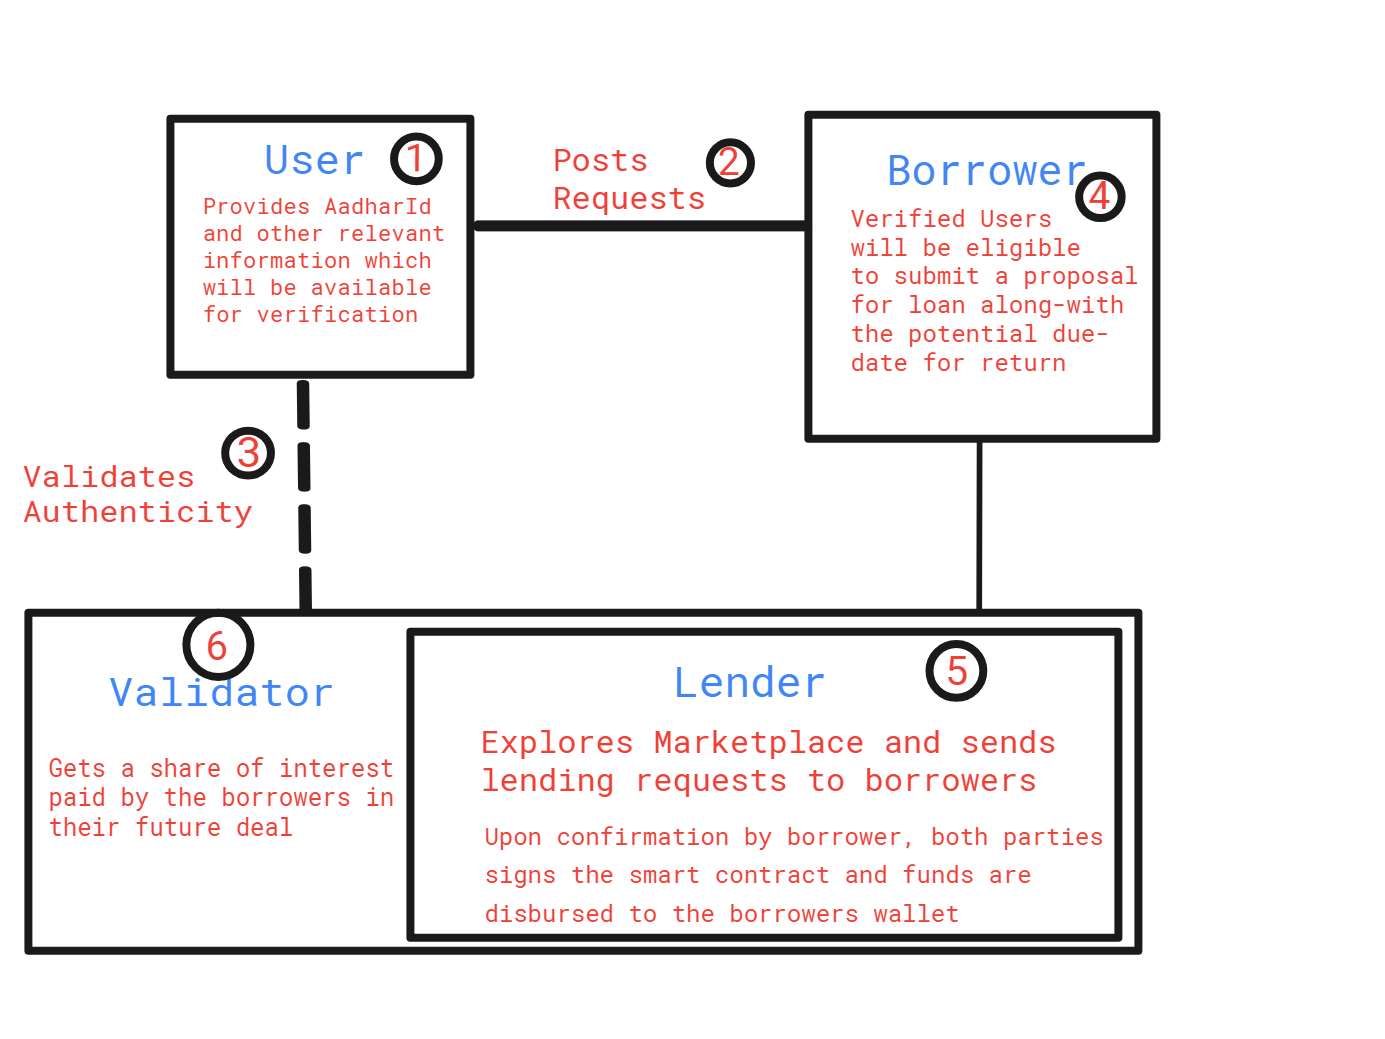 User
1
Provides AadharId
and other relevant
information which
will be available
for verification
Posts
Requests
2
Borrower
4
Verified Users
will be eligible
to submit a proposal
for loan along-with
the potential due-
date for return
3
Validates
Authenticity
6
Validator
Gets a share of interest
paid by the borrowers in
their future deal
Lender
5
Explores Marketplace and sends
lending requests to borrowers
Upon confirmation by borrower, both parties
signs the smart contract and funds are
disbursed to the borrowers wallet